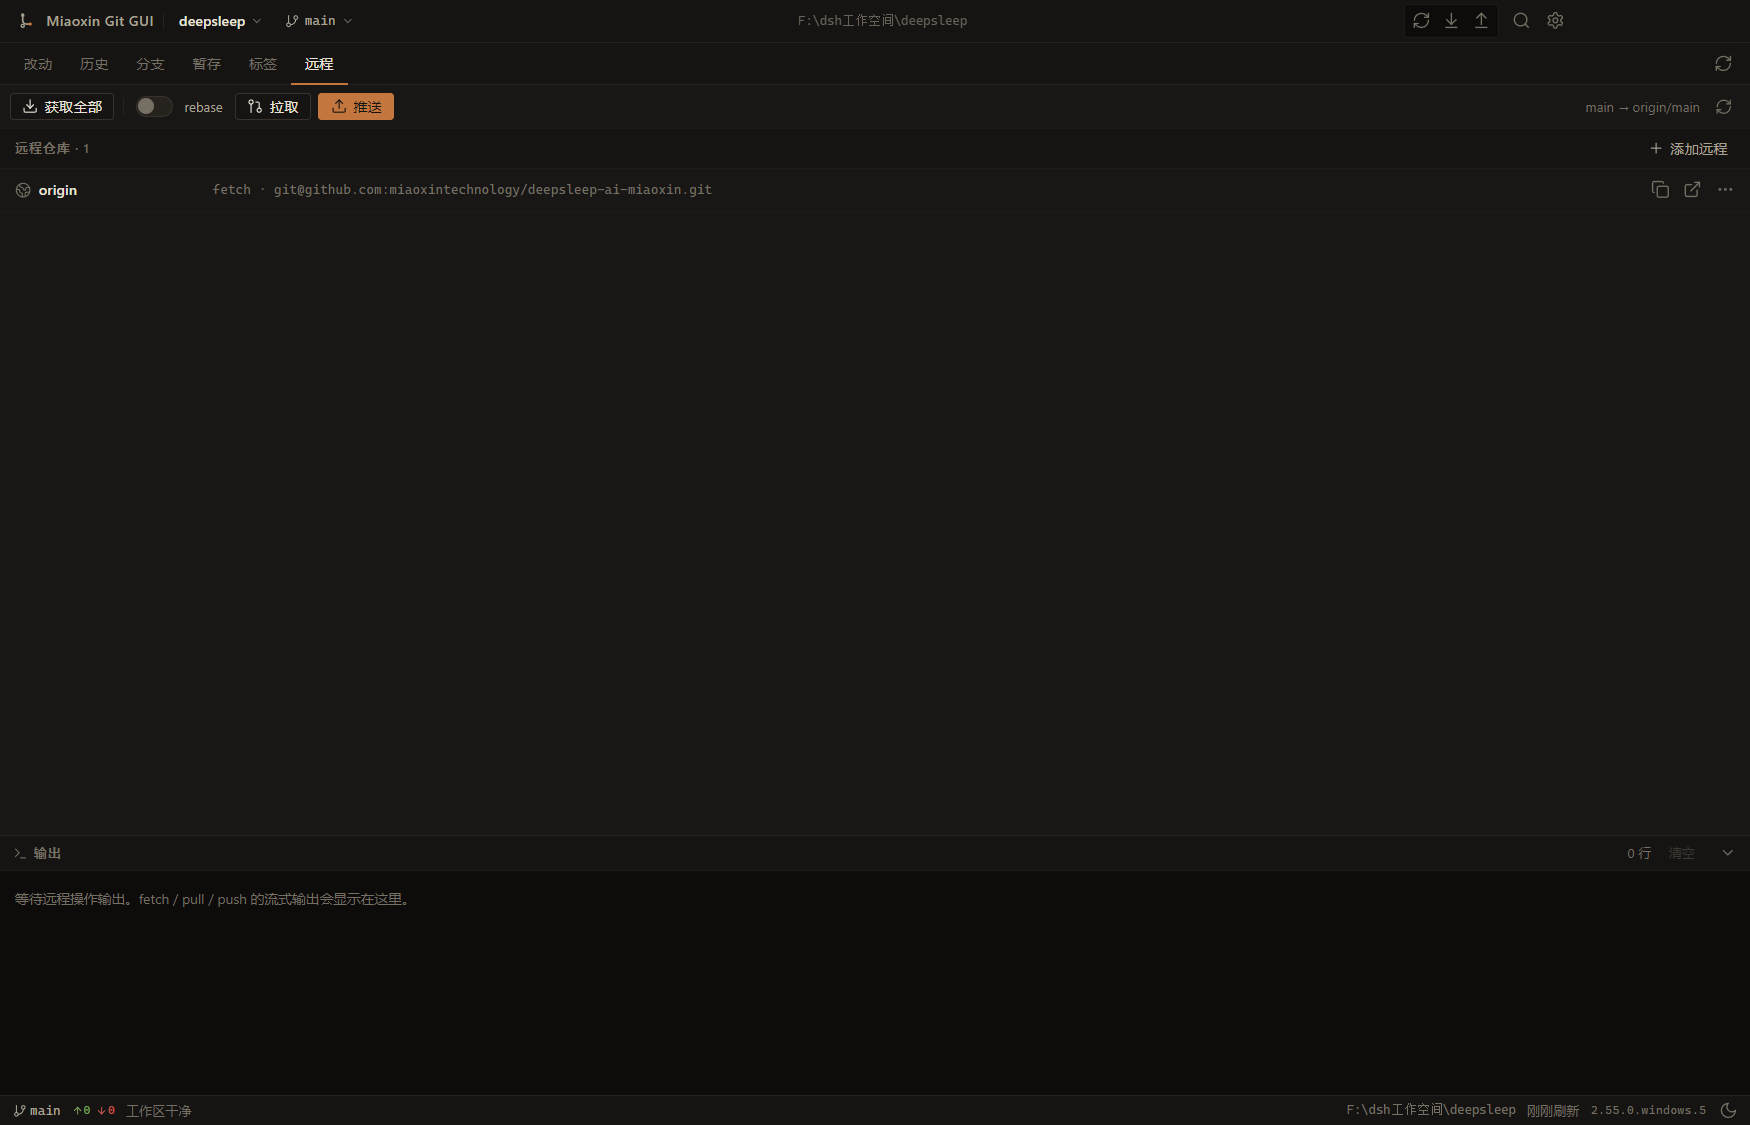 Miaoxin Git GUI deepsleep main F:\dsh工作空间\deepsleep
改动 历史 分支 暂存 标签 远程
获取全部 rebase 拉取 推送 main → origin/main
远程仓库 · 1 添加远程
origin fetch · git@github.com:miaoxintechnology/deepsleep-ai-miaoxin.git
输出 0 行 清空
等待远程操作输出。fetch / pull / push 的流式输出会显示在这里。
main ↑0 ↓0 工作区干净 F:\dsh工作空间\deepsleep 刚刚刷新 2.55.0.windows.5